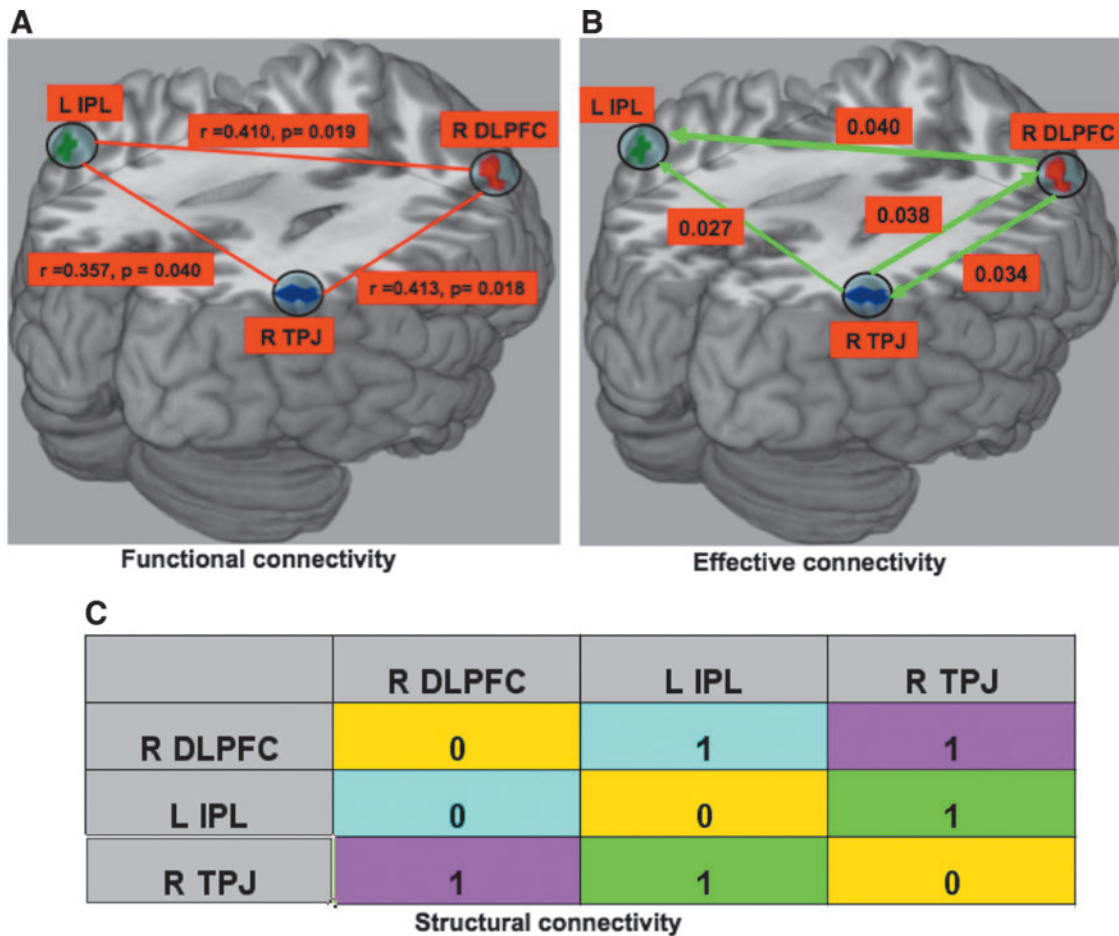 A
L IPL
r =0.410, p= 0.019
R DLPFC
r =0.357, p = 0.040
r =0.413, p= 0.018
R TPJ
Functional connectivity
B
L IPL
0.040
R DLPFC
0.027
0.038
0.034
R TPJ
Effective connectivity
C
R DLPFC L IPL R TPJ
R DLPFC 0 1 1
L IPL 0 0 1
R TPJ 1 1 0
Structural connectivity